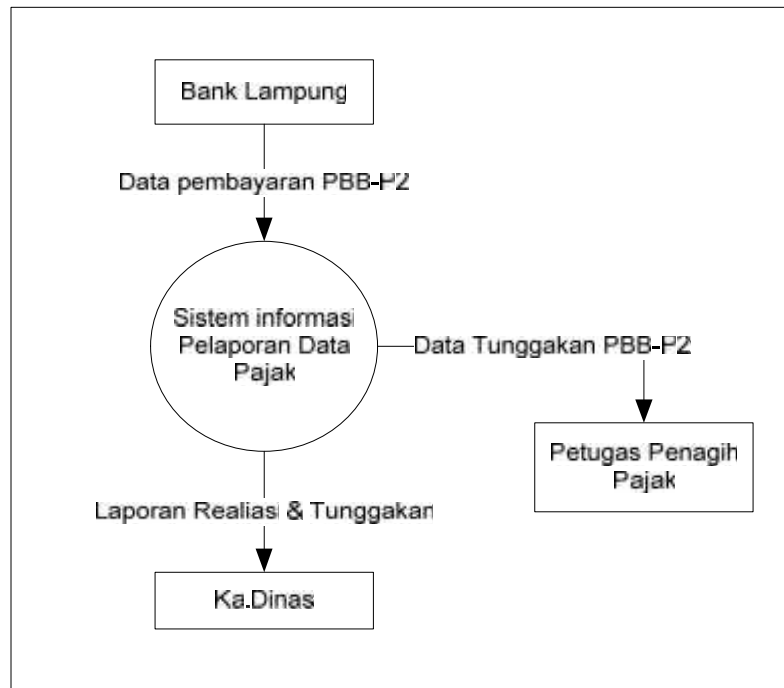 Bank Lampung
Data pembayaran PBB-P2
Sistem informasi
Pelaporan Data
Pajak
Data Tunggakan PBB-P2
Petugas Penagih
Pajak
Laporan Realiasi & Tunggakan
Ka.Dinas